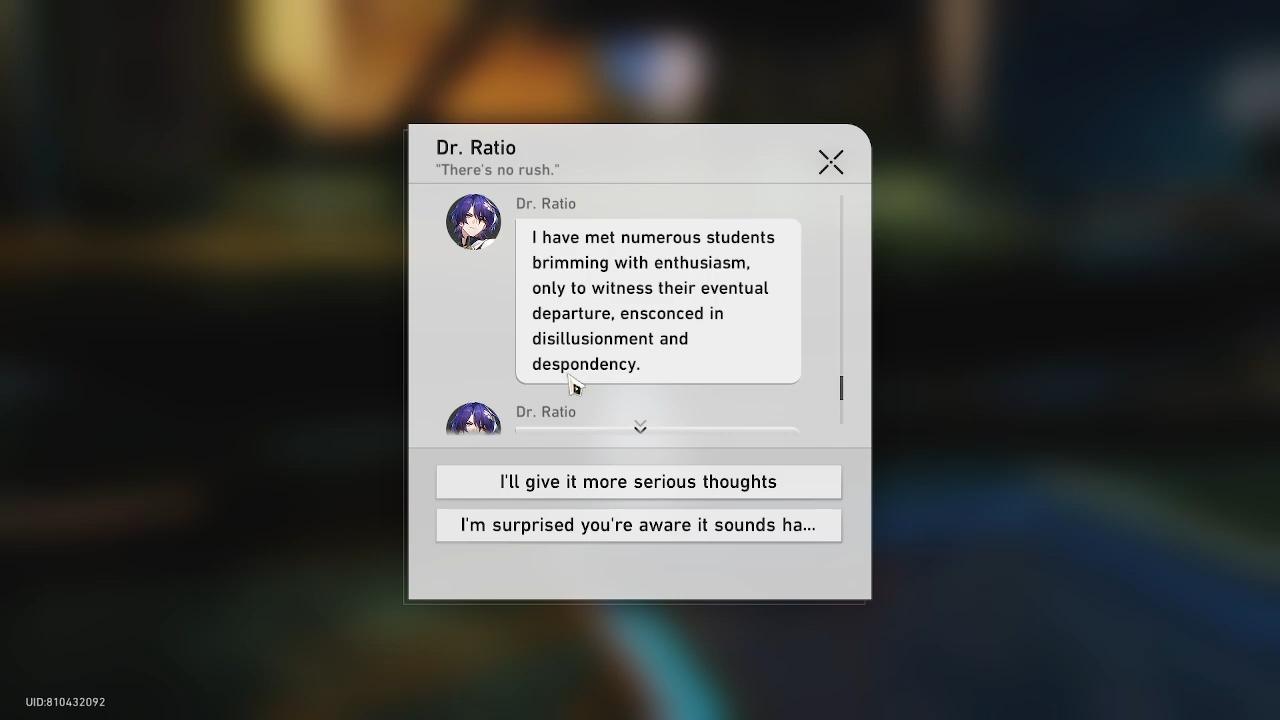 Dr. Ratio
"There's no rush."
Dr. Ratio
I have met numerous students
brimming with enthusiasm,
only to witness their eventual
departure, ensconced in
disillusionment and
despondency.
Dr. Ratio
I'll give it more serious thoughts
I'm surprised you're aware it sounds ha...
UID:810432092